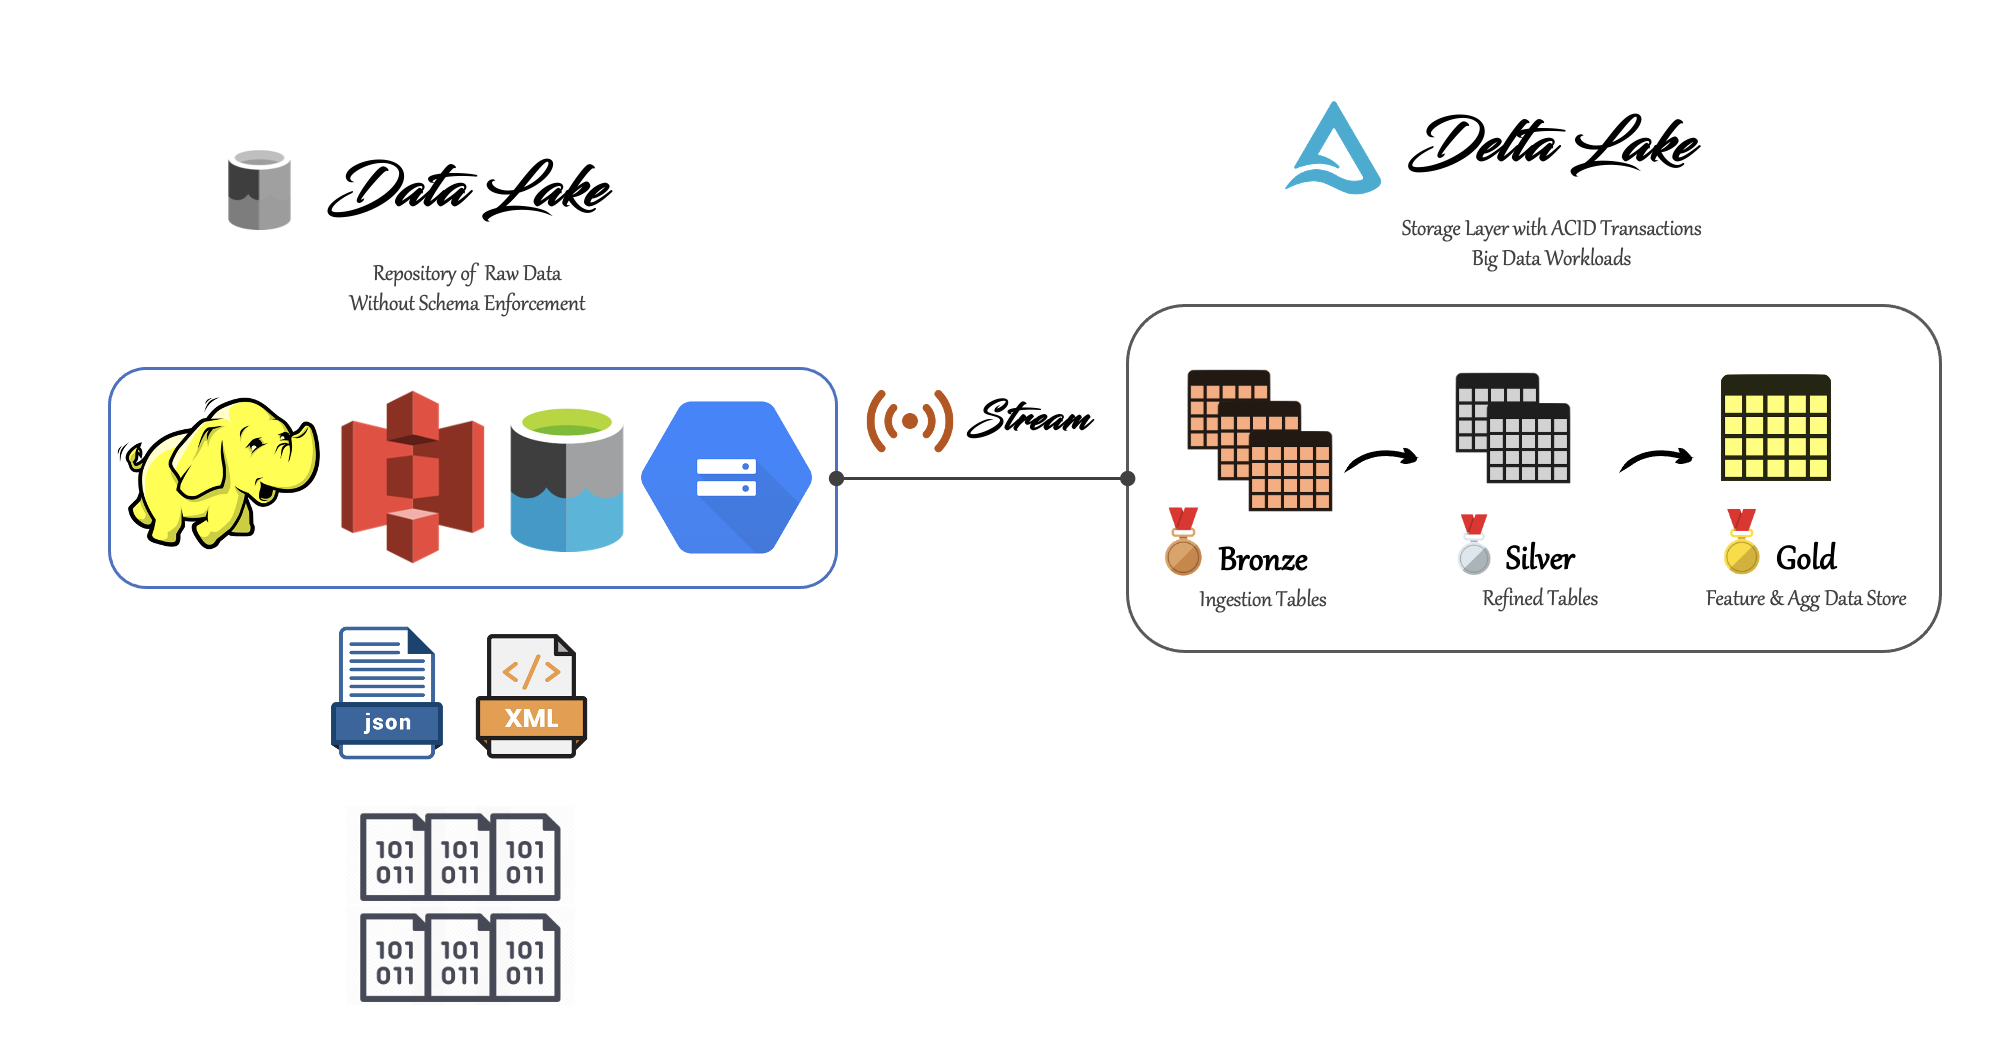 Data Lake
Repository of Raw Data
Without Schema Enforcement
json
XML
101 101 101
011 011 011
101 101 101
011 011 011
Stream
Delta Lake
Storage Layer with ACID Transactions
Big Data Workloads
Bronze
Ingestion Tables
Silver
Refined Tables
Gold
Feature & Agg Data Store